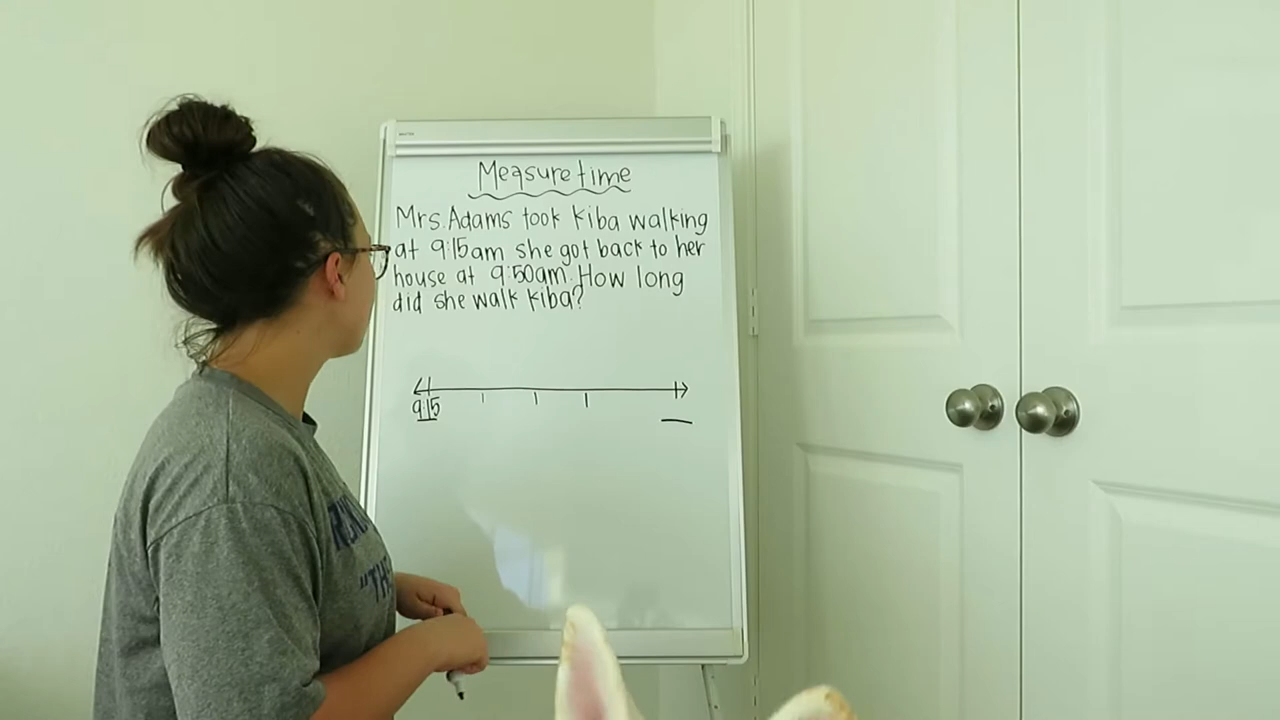 Measure time
Mrs. Adams took Kiba walking
at 9:15am she got back to her
house at 9:50am. How long
did she walk kiba?
9:15